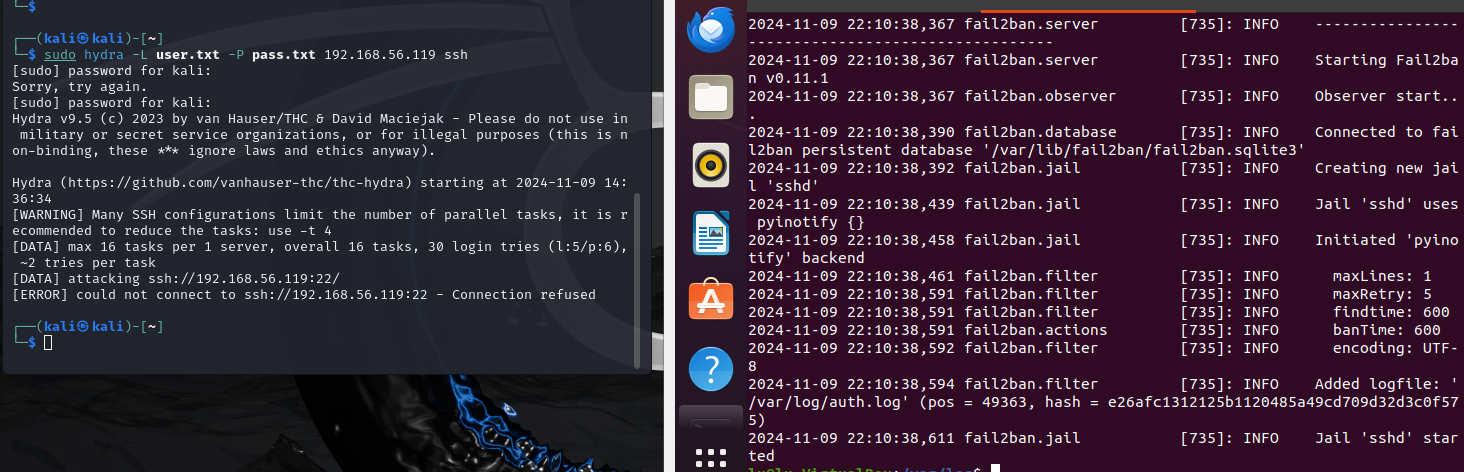 └─$
┌──(kali㉿kali)-[~]
└─$ sudo hydra -L user.txt -P pass.txt 192.168.56.119 ssh
[sudo] password for kali:
Sorry, try again.
[sudo] password for kali:
Hydra v9.5 (c) 2023 by van Hauser/THC & David Maciejak - Please do not use in
 military or secret service organizations, or for illegal purposes (this is n
on-binding, these *** ignore laws and ethics anyway).
Hydra (https://github.com/vanhauser-thc/thc-hydra) starting at 2024-11-09 14:
36:34
[WARNING] Many SSH configurations limit the number of parallel tasks, it is r
ecommended to reduce the tasks: use -t 4
[DATA] max 16 tasks per 1 server, overall 16 tasks, 30 login tries (l:5/p:6),
 ~2 tries per task
[DATA] attacking ssh://192.168.56.119:22/
[ERROR] could not connect to ssh://192.168.56.119:22 - Connection refused
┌──(kali㉿kali)-[~]
└─$
2024-11-09 22:10:38,367 fail2ban.server         [735]: INFO    ----------------
----------------------------------
2024-11-09 22:10:38,367 fail2ban.server         [735]: INFO    Starting Fail2ba
n v0.11.1
2024-11-09 22:10:38,367 fail2ban.observer       [735]: INFO    Observer start..
.
2024-11-09 22:10:38,390 fail2ban.database       [735]: INFO    Connected to fai
l2ban persistent database '/var/lib/fail2ban/fail2ban.sqlite3'
2024-11-09 22:10:38,392 fail2ban.jail           [735]: INFO    Creating new jai
l 'sshd'
2024-11-09 22:10:38,439 fail2ban.jail           [735]: INFO    Jail 'sshd' uses
 pyinotify {}
2024-11-09 22:10:38,458 fail2ban.jail           [735]: INFO    Initiated 'pyino
tify' backend
2024-11-09 22:10:38,461 fail2ban.filter         [735]: INFO      maxLines: 1
2024-11-09 22:10:38,591 fail2ban.filter         [735]: INFO      maxRetry: 5
2024-11-09 22:10:38,591 fail2ban.filter         [735]: INFO      findtime: 600
2024-11-09 22:10:38,591 fail2ban.actions        [735]: INFO      banTime: 600
2024-11-09 22:10:38,592 fail2ban.filter         [735]: INFO      encoding: UTF-
8
2024-11-09 22:10:38,594 fail2ban.filter         [735]: INFO    Added logfile: '
/var/log/auth.log' (pos = 49363, hash = e26afc1312125b1120485a49cd709d32d3c0f57
5)
2024-11-09 22:10:38,611 fail2ban.jail           [735]: INFO    Jail 'sshd' star
ted